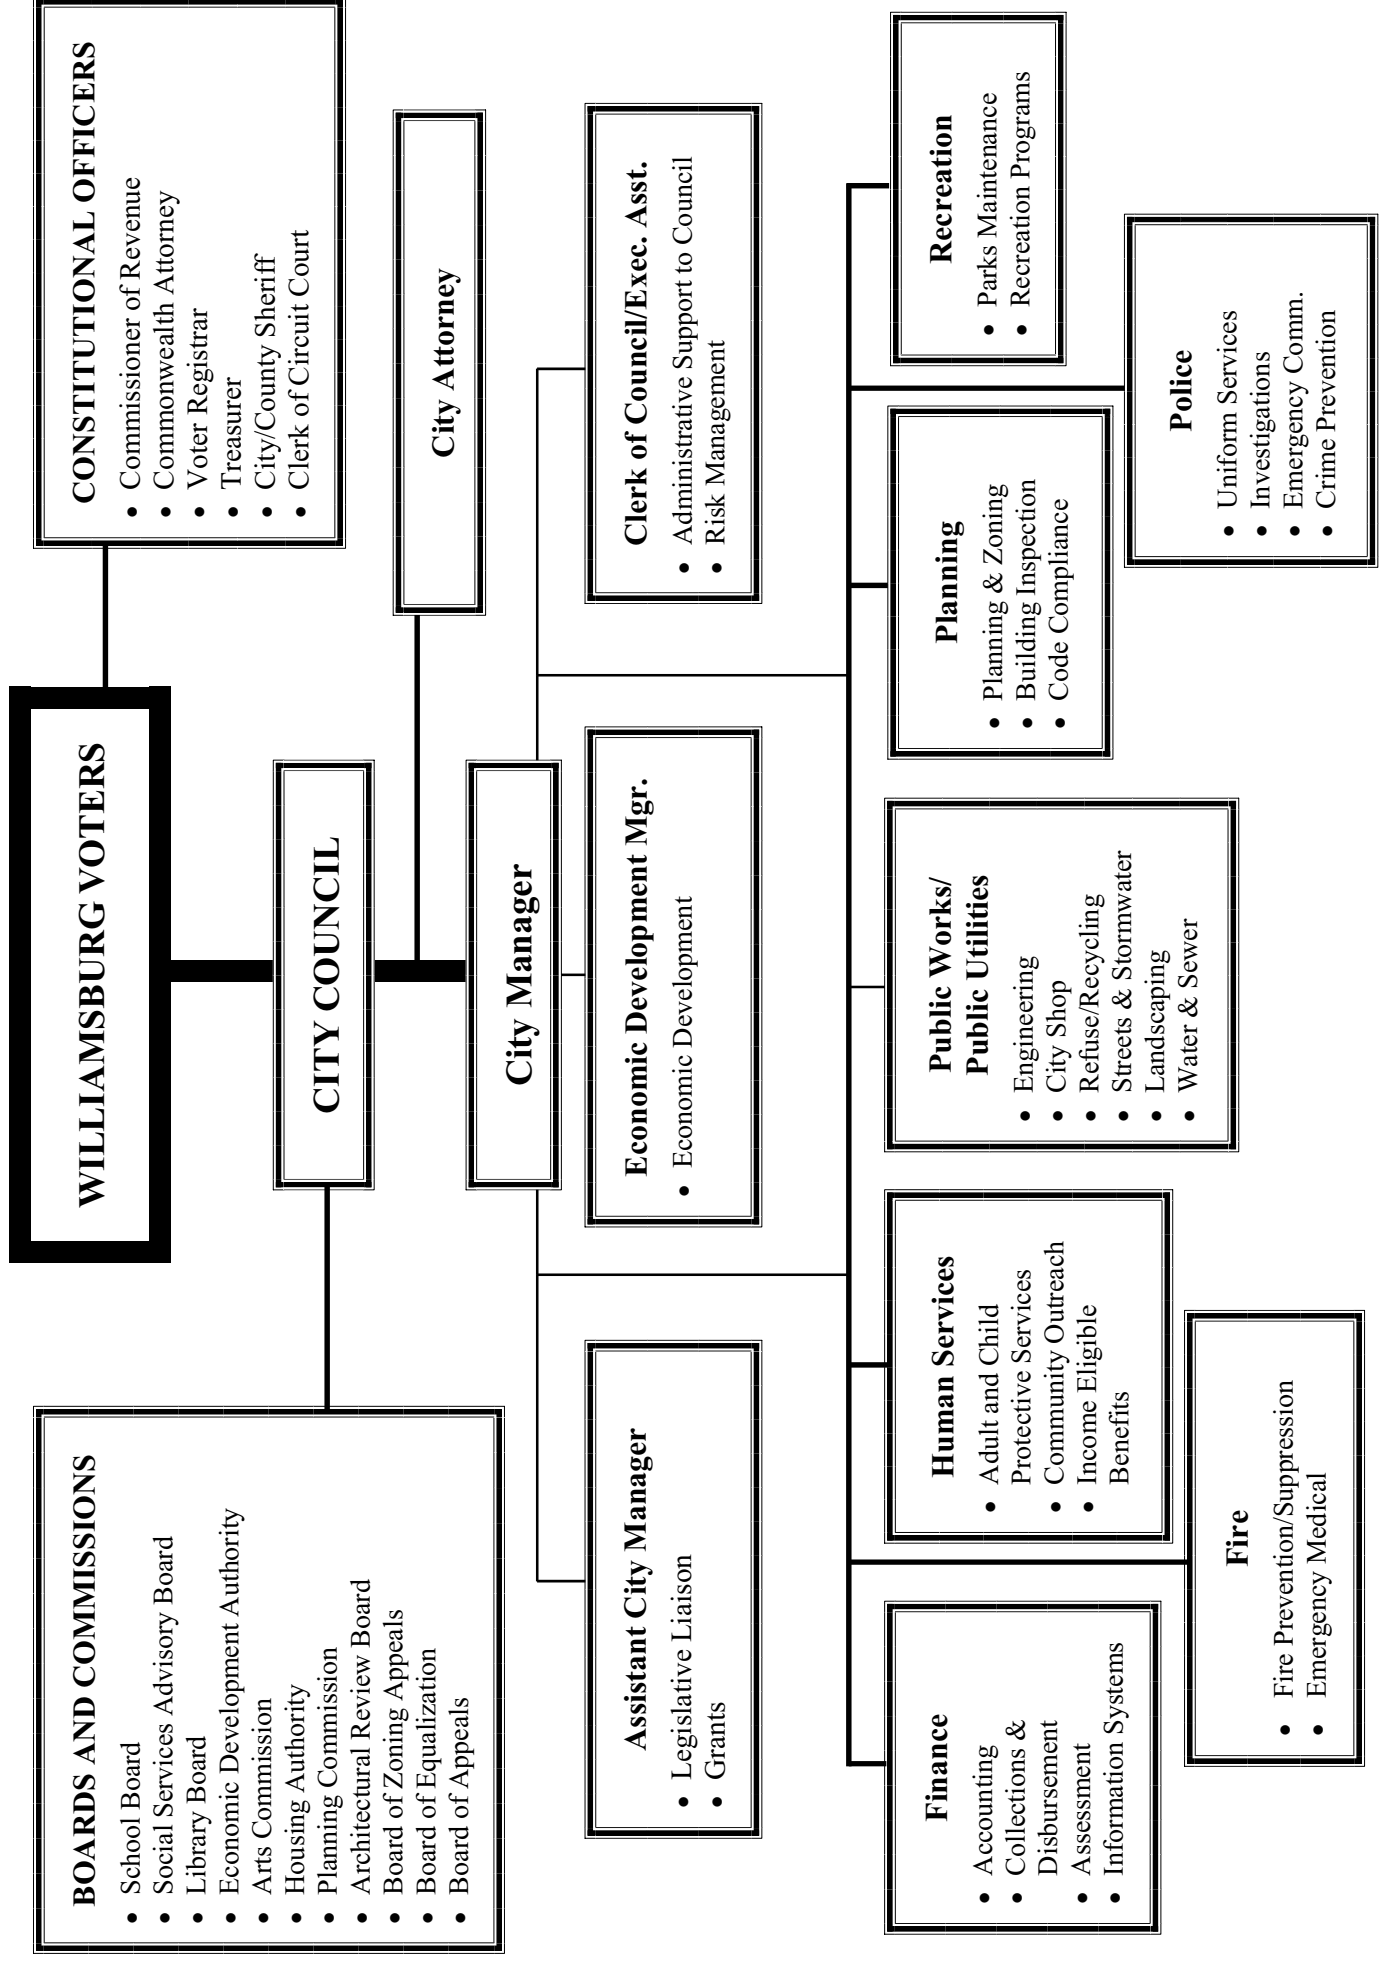 WILLIAMSBURG VOTERS
BOARDS AND COMMISSIONS
• School Board
• Social Services Advisory Board
• Library Board
• Economic Development Authority
• Arts Commission
• Housing Authority
• Planning Commission
• Architectural Review Board
• Board of Zoning Appeals
• Board of Equalization
• Board of Appeals
CONSTITUTIONAL OFFICERS
• Commissioner of Revenue
• Commonwealth Attorney
• Voter Registrar
• Treasurer
• City/County Sheriff
• Clerk of Circuit Court
CITY COUNCIL
City Attorney
City Manager
Assistant City Manager
• Legislative Liaison
• Grants
Economic Development Mgr.
• Economic Development
Clerk of Council/Exec. Asst.
• Administrative Support to Council
• Risk Management
Finance
• Accounting
• Collections &
Disbursement
• Assessment
• Information Systems
Human Services
• Adult and Child
Protective Services
• Community Outreach
• Income Eligible
Benefits
Public Works/
Public Utilities
• Engineering
• City Shop
• Refuse/Recycling
• Streets & Stormwater
• Landscaping
• Water & Sewer
Planning
• Planning & Zoning
• Building Inspection
• Code Compliance
Recreation
• Parks Maintenance
• Recreation Programs
Fire
• Fire Prevention/Suppression
• Emergency Medical
Police
• Uniform Services
• Investigations
• Emergency Comm.
• Crime Prevention